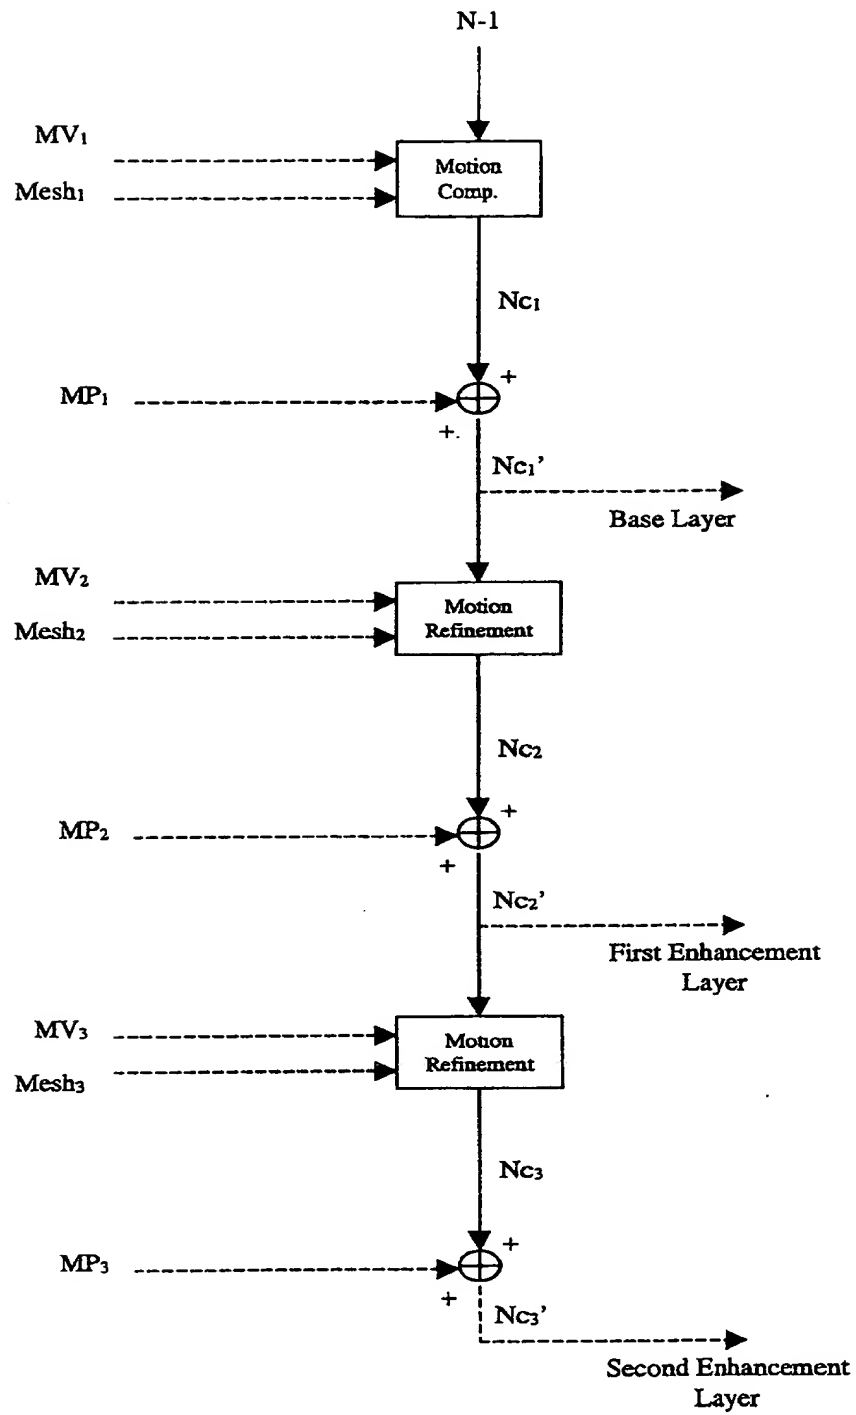 N-1
MV₁
Mesh₁
Motion
Comp.
Nc₁
MP₁
+
+.
Nc₁’
Base Layer
MV₂
Mesh₂
Motion
Refinement
Nc₂
MP₂
+
+
Nc₂’
First Enhancement
Layer
MV₃
Mesh₃
Motion
Refinement
Nc₃
MP₃
+
+
Nc₃’
Second Enhancement
Layer